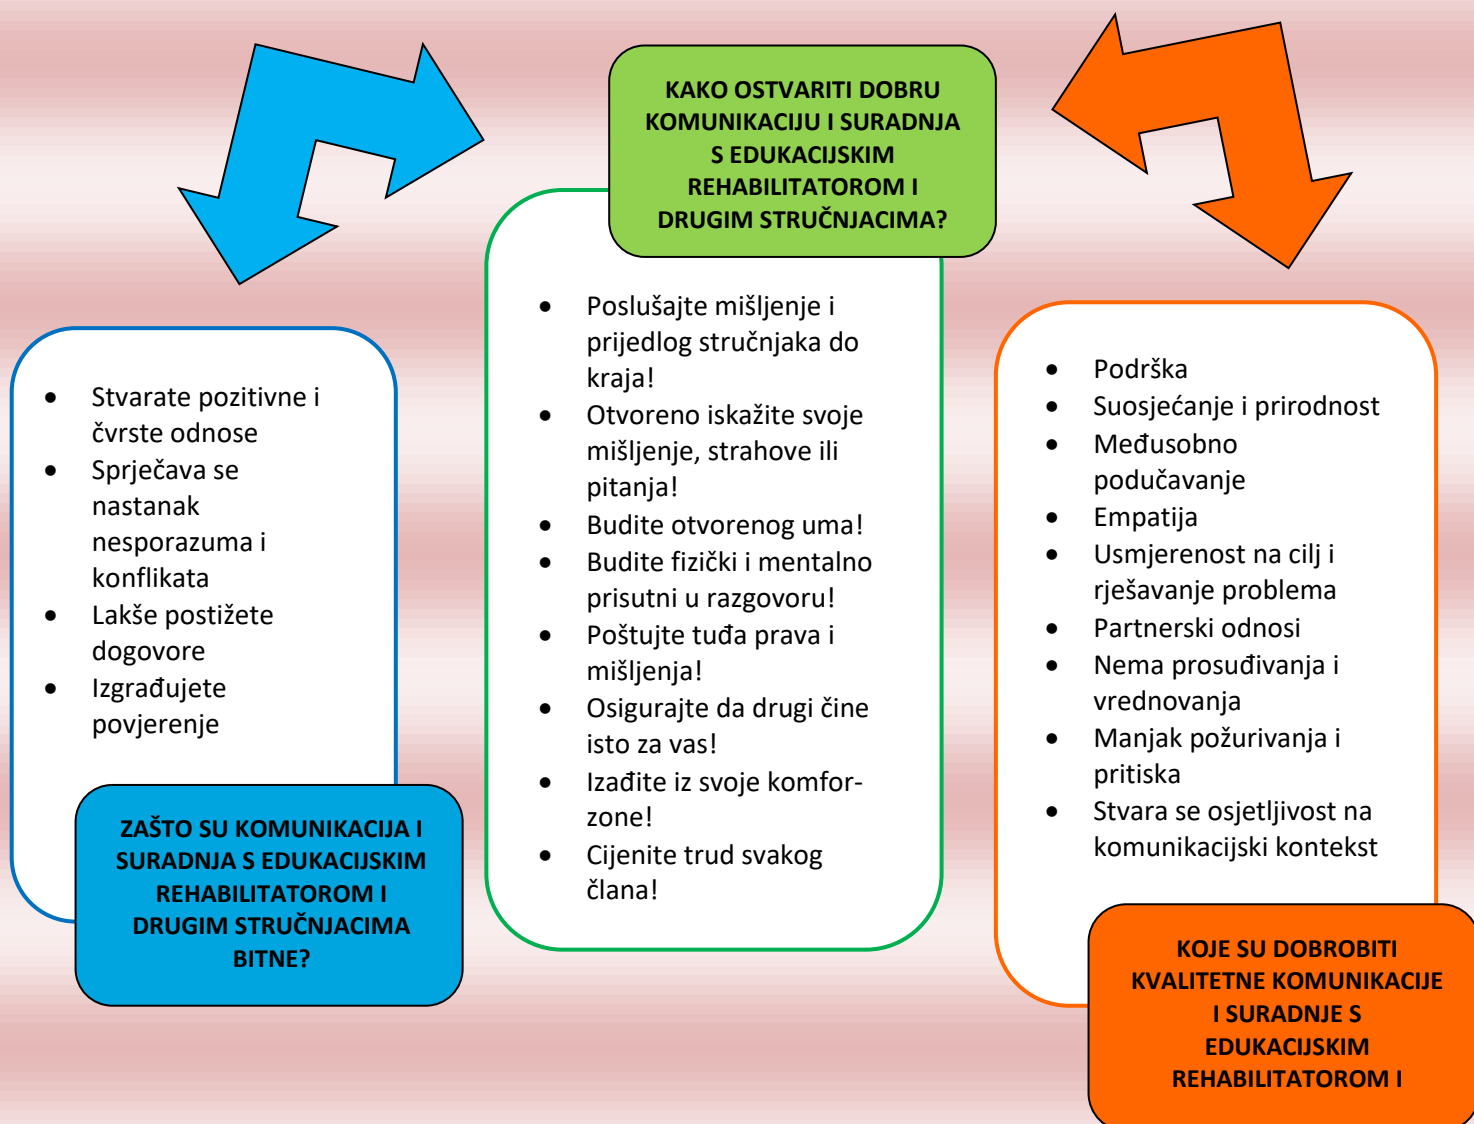 • Stvarate pozitivne i
čvrste odnose
• Sprječava se
nastanak
nesporazuma i
konflikata
• Lakše postižete
dogovore
• Izgrađujete
povjerenje
ZAŠTO SU KOMUNIKACIJA I
SURADNJA S EDUKACIJSKIM
REHABILITATOROM I
DRUGIM STRUČNJACIMA
BITNE?
KAKO OSTVARITI DOBRU
KOMUNIKACIJU I SURADNJA
S EDUKACIJSKIM
REHABILITATOROM I
DRUGIM STRUČNJACIMA?
• Poslušajte mišljenje i
prijedlog stručnjaka do
kraja!
• Otvoreno iskažite svoje
mišljenje, strahove ili
pitanja!
• Budite otvorenog uma!
• Budite fizički i mentalno
prisutni u razgovoru!
• Poštujte tuđa prava i
mišljenja!
• Osigurajte da drugi čine
isto za vas!
• Izađite iz svoje komfor-
zone!
• Cijenite trud svakog
člana!
• Podrška
• Suosjećanje i prirodnost
• Međusobno
podučavanje
• Empatija
• Usmjerenost na cilj i
rješavanje problema
• Partnerski odnosi
• Nema prosuđivanja i
vrednovanja
• Manjak požurivanja i
pritiska
• Stvara se osjetljivost na
komunikacijski kontekst
KOJE SU DOBROBITI
KVALITETNE KOMUNIKACIJE
I SURADNJE S
EDUKACIJSKIM
REHABILITATOROM I